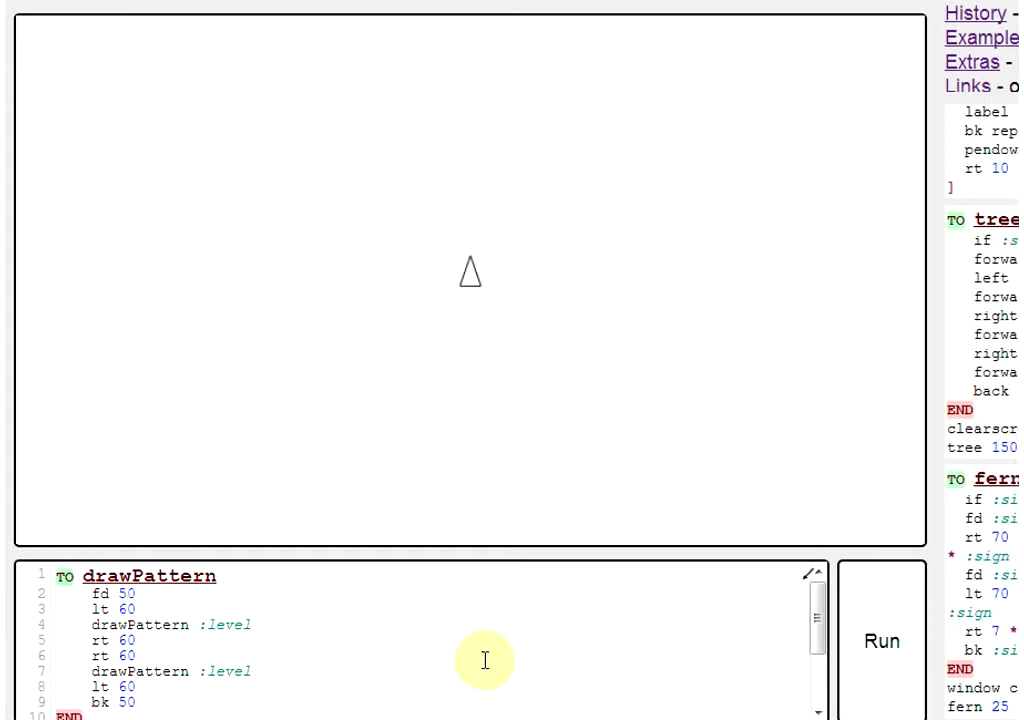 History -
Example
Extras -
Links - o
label
bk rep
pendow
rt 10
]
TO tree
if :s
forwa
left
forwa
right
forwa
right
forwa
back
END
clearscr
tree 150
TO fern
if :si
fd :si
rt 70
* :sign
fd :si
lt 70
:sign
rt 7 *
bk :si
END
window c
fern 25
1 TO drawPattern
2 fd 50
3 lt 60
4 drawPattern :level
5 rt 60
6 rt 60
7 drawPattern :level
8 lt 60
9 bk 50
10 END
Run